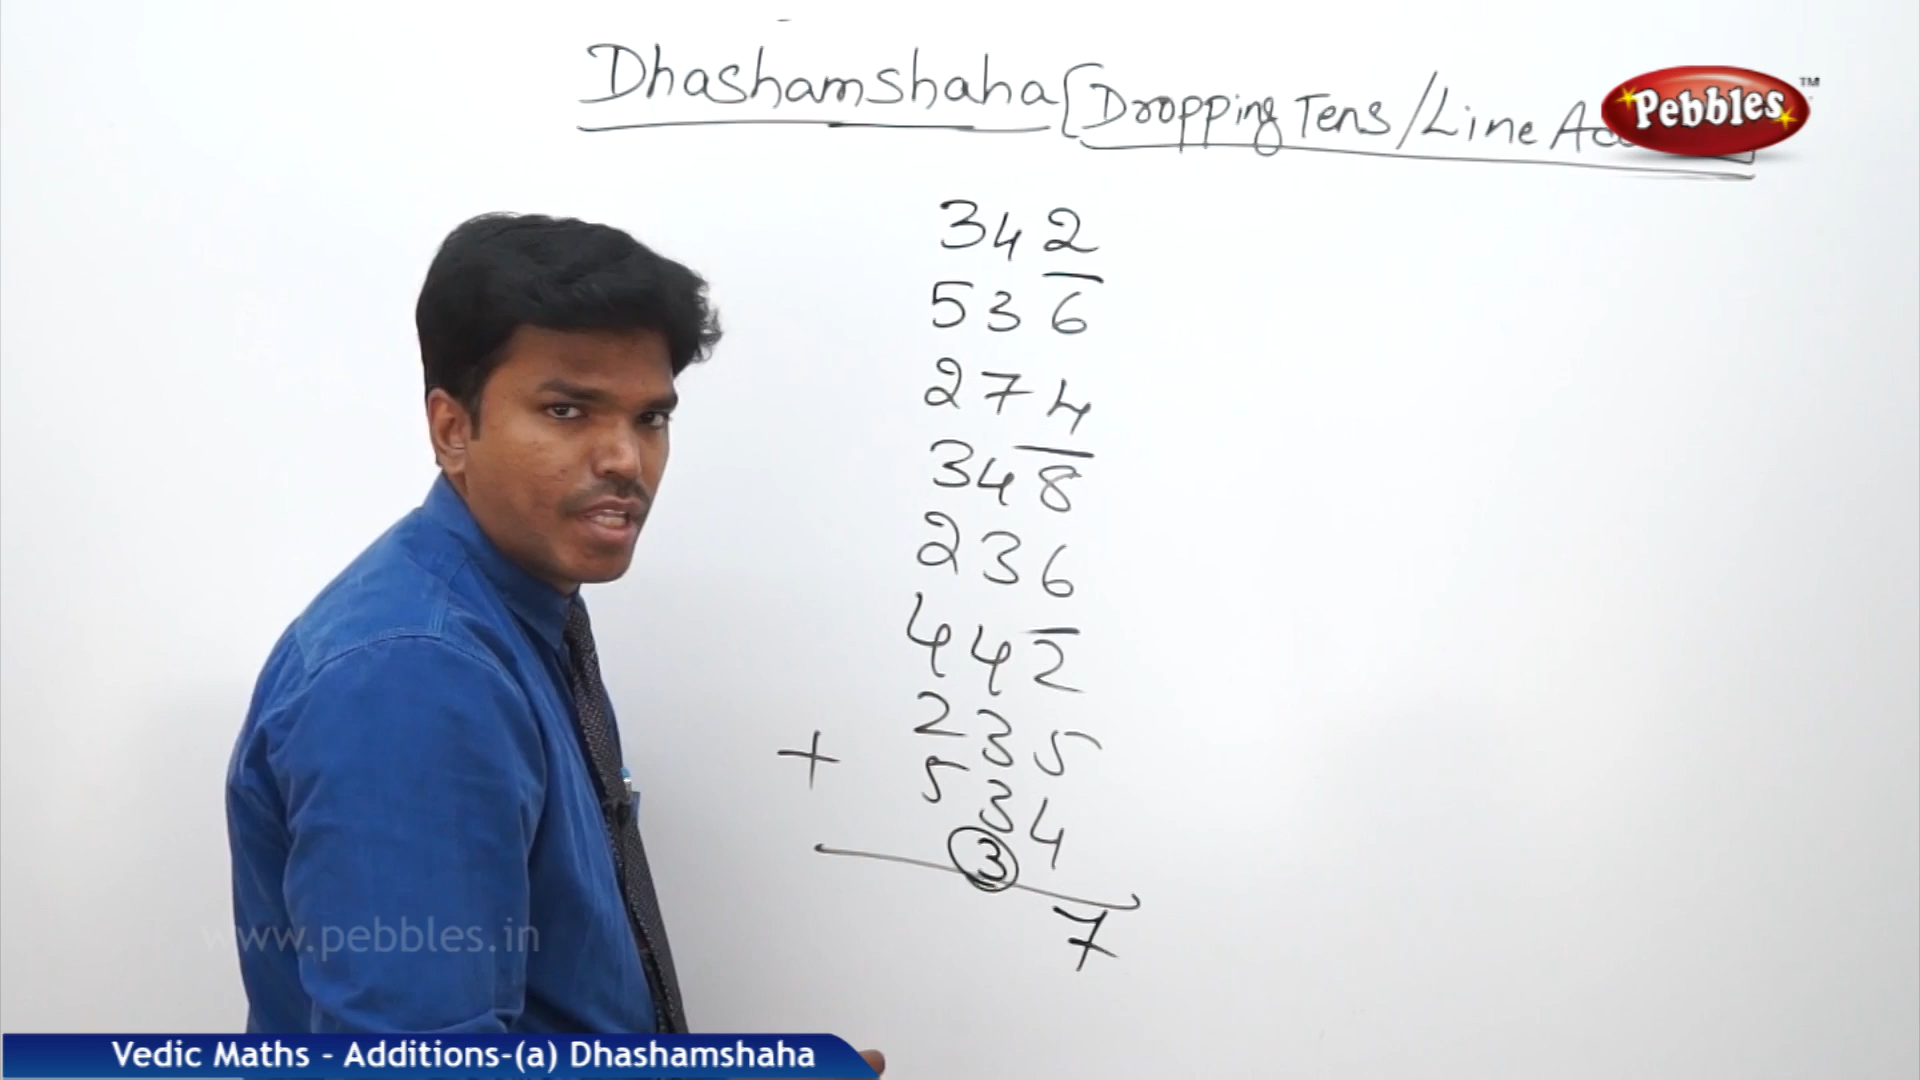 Dhashamshaha [Dropping Tens/Line
Pebbles™
342
536
274
348
236
442
235
+ 534
3
7
www.pebbles.in
Vedic Maths - Additions-(a) Dhashamshaha